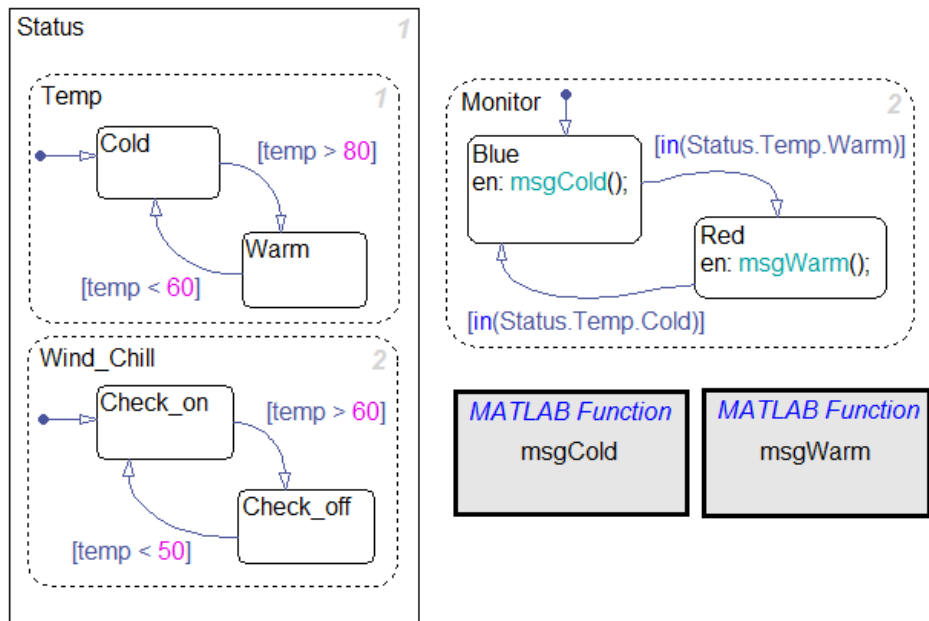 Status 1
Temp 1
Cold
[temp > 80]
Warm
[temp < 60]
Wind_Chill 2
Check_on
[temp > 60]
Check_off
[temp < 50]
Monitor 2
Blue
en: msgCold();
[in(Status.Temp.Warm)]
Red
en: msgWarm();
[in(Status.Temp.Cold)]
MATLAB Function
msgCold
MATLAB Function
msgWarm